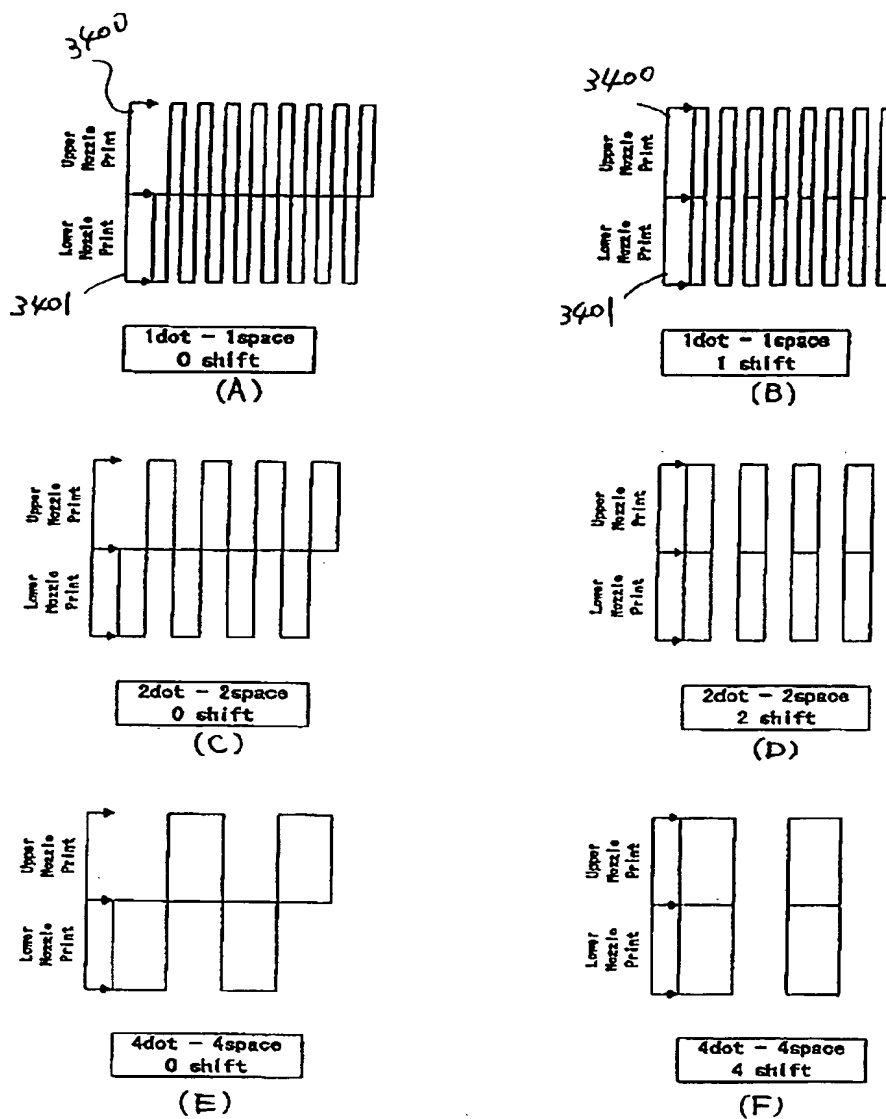 3400
Upper
Nozzle
Print
Lower
Nozzle
Print
3401
1dot - 1space
0 shift
(A)
3400
Upper
Nozzle
Print
Lower
Nozzle
Print
3401
1dot - 1space
1 shift
(B)
Upper
Nozzle
Print
Lower
Nozzle
Print
2dot - 2space
0 shift
(C)
Upper
Nozzle
Print
Lower
Nozzle
Print
2dot - 2space
2 shift
(D)
Upper
Nozzle
Print
Lower
Nozzle
Print
4dot - 4space
0 shift
(E)
Upper
Nozzle
Print
Lower
Nozzle
Print
4dot - 4space
4 shift
(F)